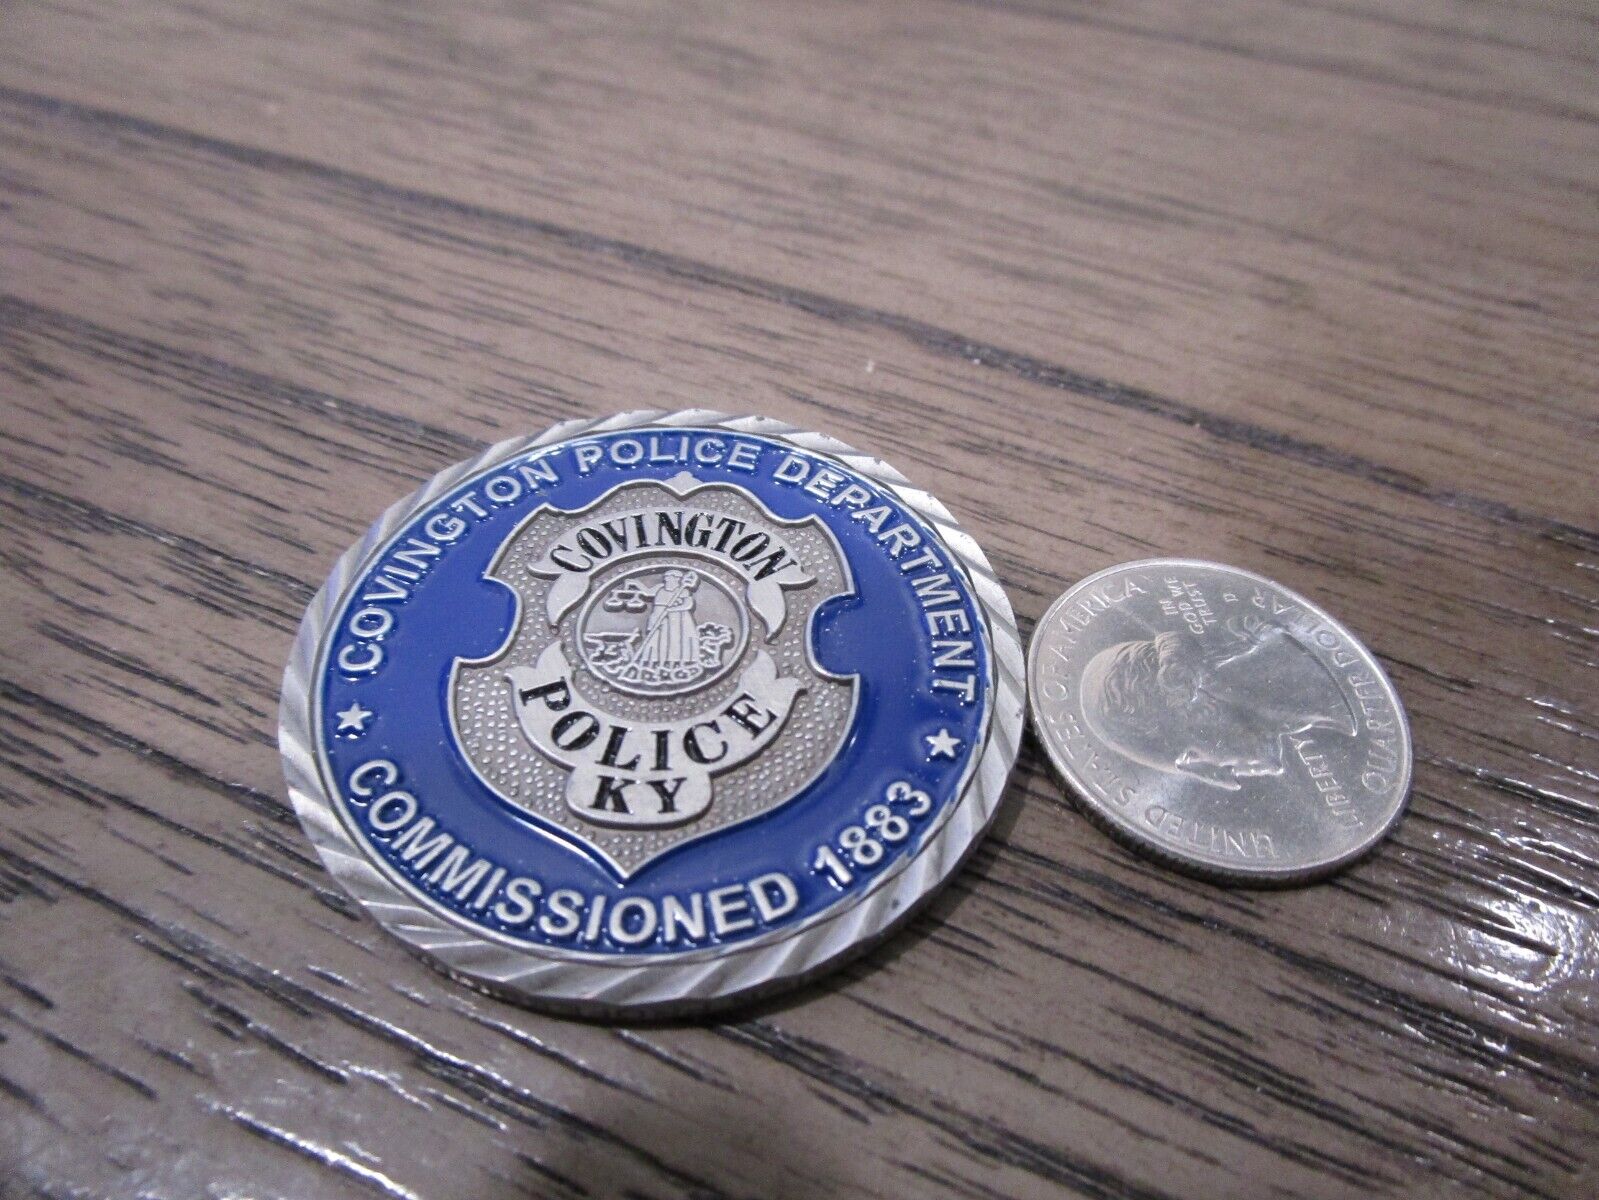 COVINGTON POLICE DEPARTMENT
COVINGTON
POLICE
KY
COMMISSIONED 1883
UNITED STATES OF AMERICA
LIBERTY
IN
GOD WE
TRUST
D
QUARTER DOLLAR